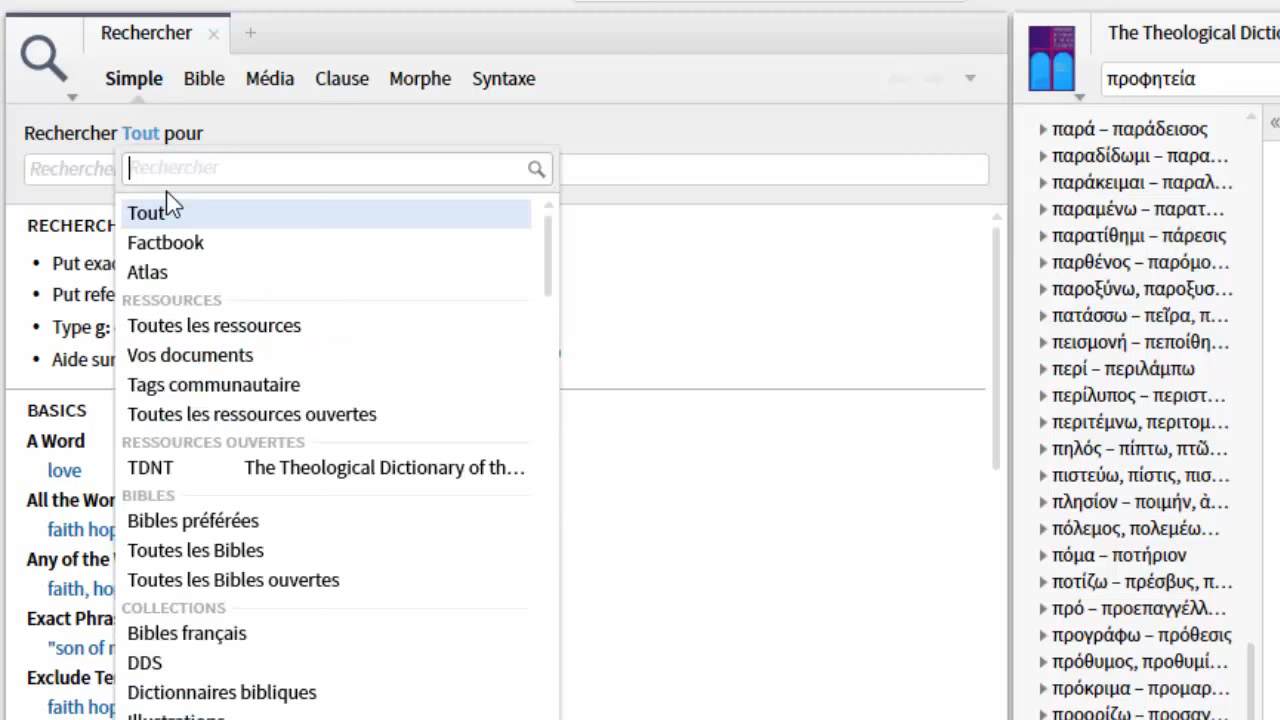 Rechercher
Simple Bible Média Clause Morphe Syntaxe
Rechercher Tout pour
Recherche
Rechercher
Tout
Factbook
Atlas
RESSOURCES
Toutes les ressources
Vos documents
Tags communautaire
Toutes les ressources ouvertes
RESSOURCES OUVERTES
TDNT The Theological Dictionary of th...
BIBLES
Bibles préférées
Toutes les Bibles
Toutes les Bibles ouvertes
COLLECTIONS
Bibles français
DDS
Dictionnaires bibliques
Illustrations
RECHERCH
Put exa
Put refe
Type g:
Aide sur
BASICS
A Word
love
All the Wor
faith hop
Any of the
faith, ho
Exact Phra
"son of
Exclude Te
faith hop
The Theological Dictio
προφητεία
παρά – παράδεισος
παραδίδωμι – παρα...
παράκειμαι – παραλ...
παραμένω – παρατ...
παρατίθημι – πάρεσις
παρθένος – παρόμο...
παροξύνω, παροξυσ...
πατάσσω – πεῖρα, π...
πεισμονή – πεποίθη...
περί – περιλάμπω
περίλυπος – περιστ...
περιτέμνω, περιτομ...
πηλός – πίπτω, πτῶ...
πιστεύω, πίστις, πισ...
πλησίον – ποιμήν, ἀ...
πόλεμος, πολεμέω...
πόμα – ποτήριον
ποτίζω – πρέσβυς, π...
πρό – προεπαγγέλλ...
προγράφω – πρόθεσις
πρόθυμος, προθυμί...
πρόκριμα – προμαρ...
προορίζω – προσαγ...